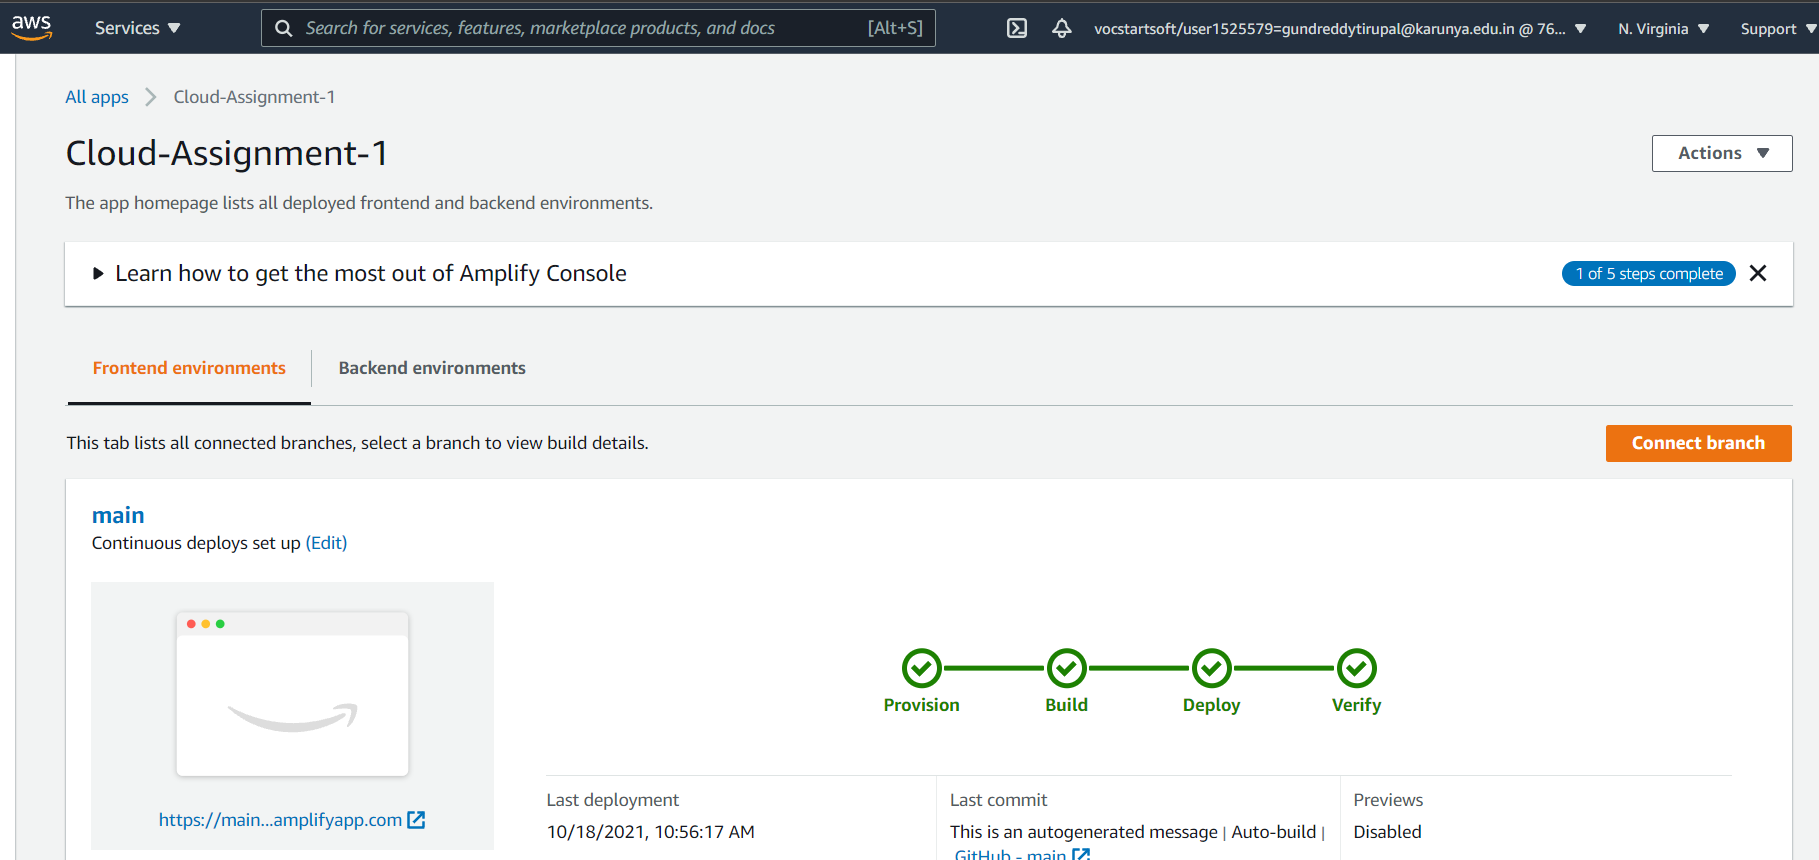 aws Services Search for services, features, marketplace products, and docs [Alt+S] vocstartsoft/user1525579=gundreddytirupal@karunya.edu.in @ 76... N. Virginia Support
All apps Cloud-Assignment-1
Cloud-Assignment-1
Actions
The app homepage lists all deployed frontend and backend environments.
Learn how to get the most out of Amplify Console 1 of 5 steps complete
Frontend environments Backend environments
This tab lists all connected branches, select a branch to view build details. Connect branch
main
Continuous deploys set up (Edit)
Provision Build Deploy Verify
https://main...amplifyapp.com
Last deployment Last commit Previews
10/18/2021, 10:56:17 AM This is an autogenerated message | Auto-build | Disabled
GitHub - main